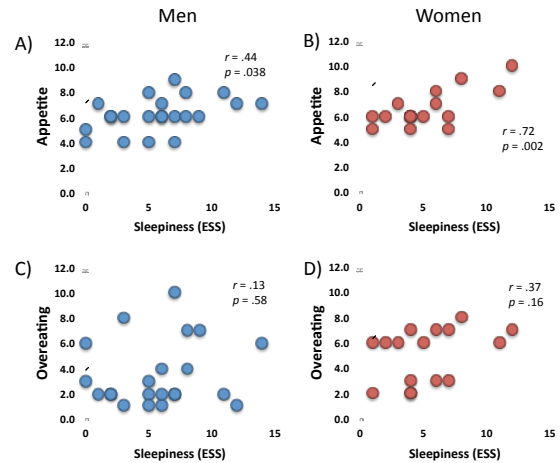 Men
Women
A)
12.0
10.0
8.0
6.0
4.0
2.0
0.0
Appetite
r = .44
p = .038
0
5
10
15
Sleepiness (ESS)
B)
12.0
10.0
8.0
6.0
4.0
2.0
0.0
Appetite
r = .72
p = .002
0
5
10
15
Sleepiness (ESS)
C)
12.0
10.0
8.0
6.0
4.0
2.0
0.0
Overeating
r = .13
p = .58
0
5
10
15
Sleepiness (ESS)
D)
12.0
10.0
8.0
6.0
4.0
2.0
0.0
Overeating
r = .37
p = .16
0
5
10
15
Sleepiness (ESS)